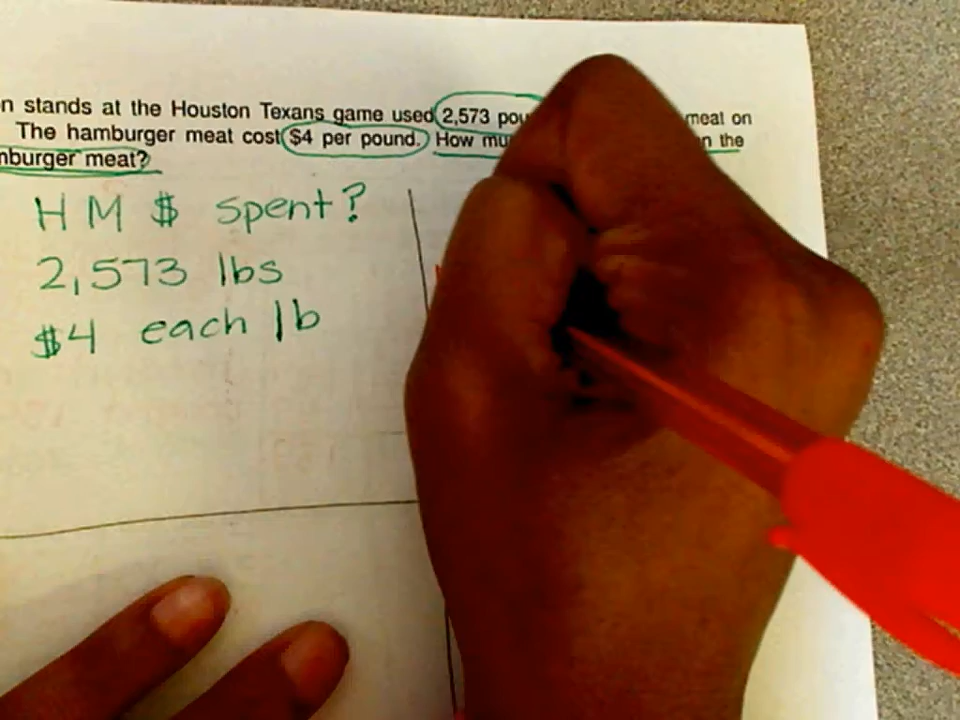 n stands at the Houston Texans game used 2,573 pou meat on
The hamburger meat cost $4 per pound. How mu n the
nburger meat?
H M $ spent?
2,573 lbs
$4 each lb